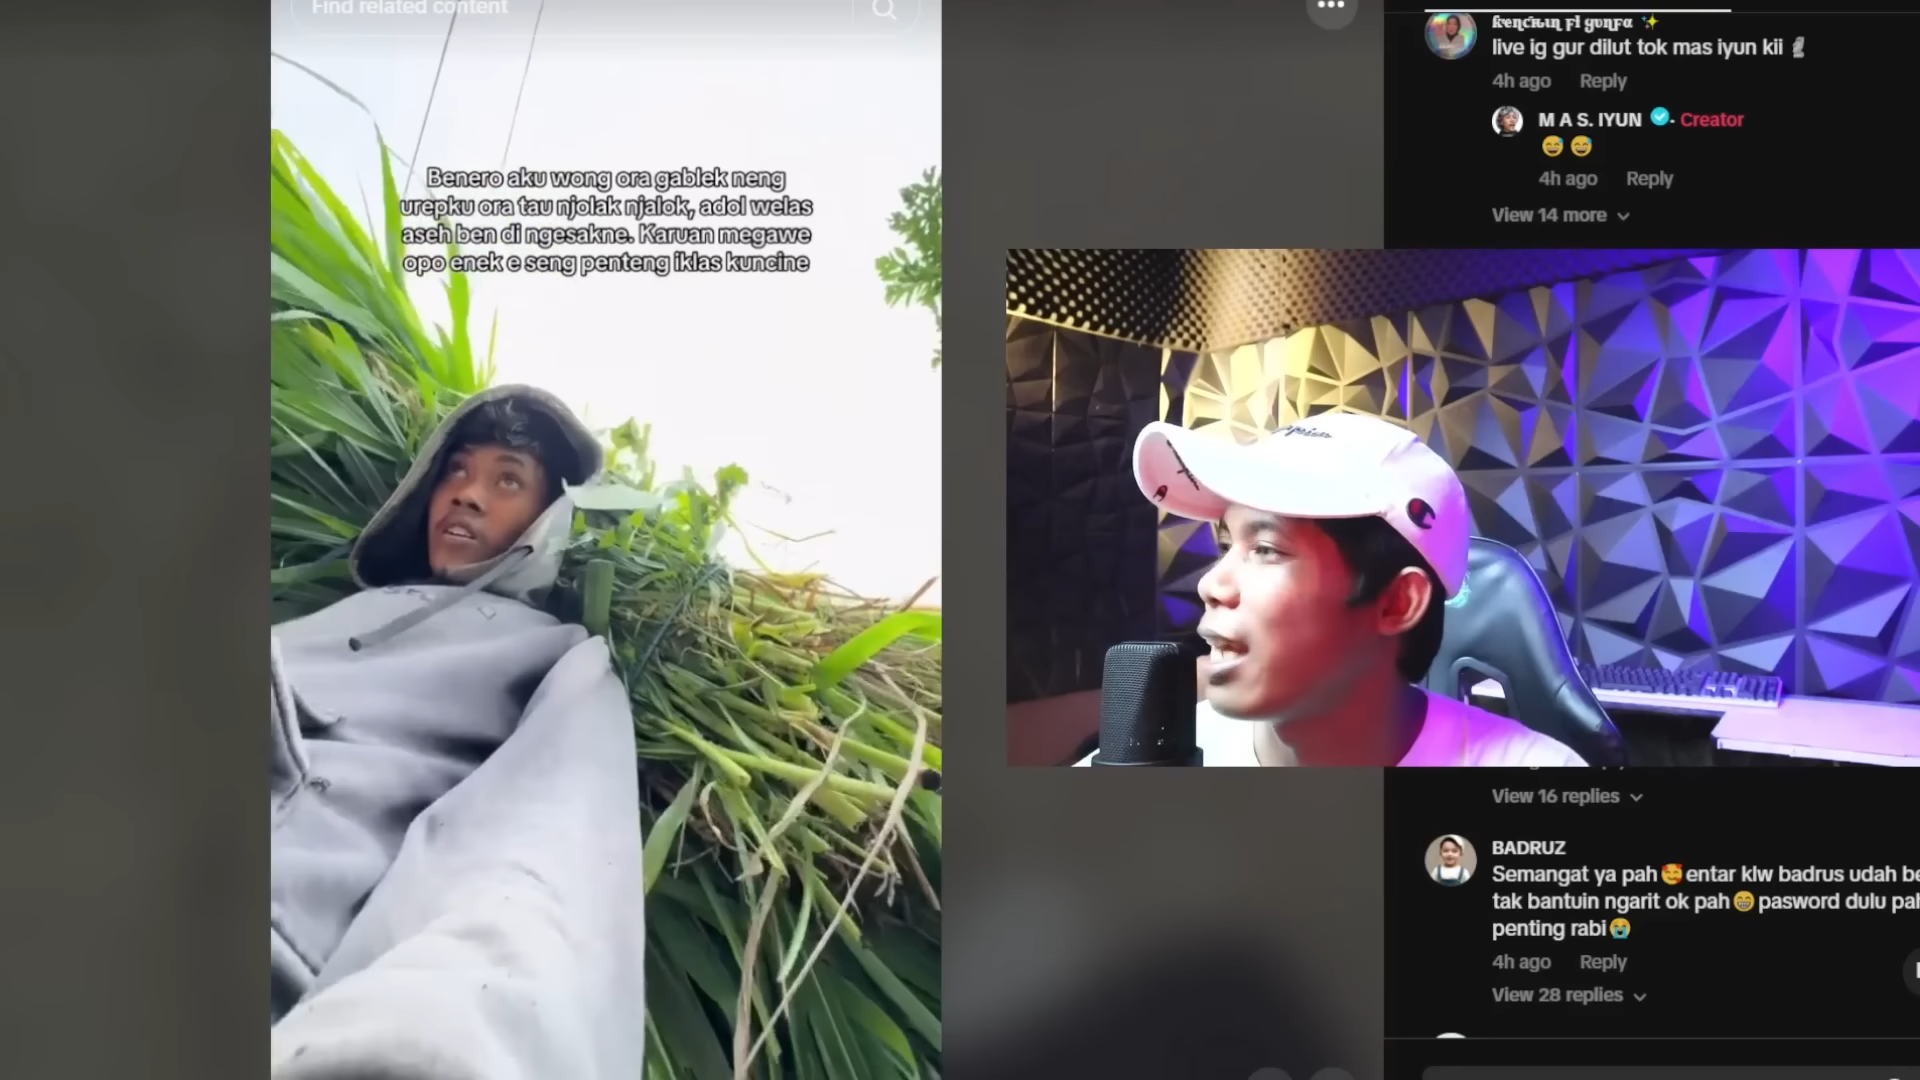 Find related content
Benero aku wong ora gablek neng
urepku ora tau njolak njalok, adol welas
aseh ben di ngesakne. Karuan megawe
opo enek e seng penteng iklas kuncine
live ig gur dilut tok mas iyun kii
4h ago Reply
M A S. IYUN - Creator
😅 😅
4h ago Reply
View 14 more
View 16 replies
BADRUZ
Semangat ya pah🥰entar klw badrus udah be
tak bantuin ngarit ok pah😁pasword dulu pah
penting rabi😭
4h ago Reply
View 28 replies